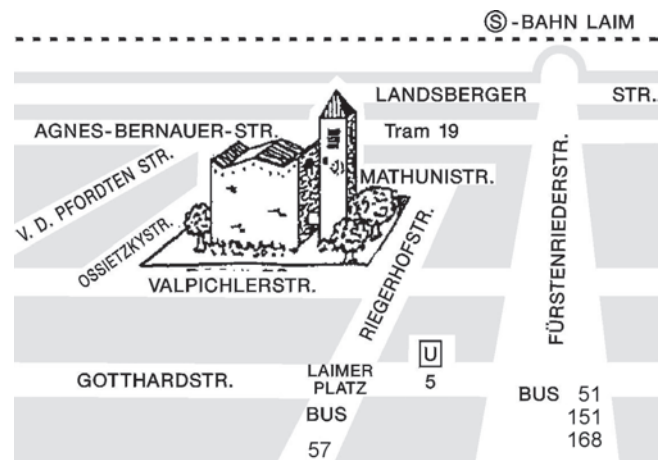 Ⓢ-BAHN LAIM
LANDSBERGER STR.
AGNES-BERNAUER-STR.
Tram 19
V. D. PFORDTEN STR.
MATHUNISTR.
OSSIETZKYSTR.
VALPICHLERSTR.
RIEGERHOFSTR.
FÜRSTENRIEDERSTR.
GOTTHARDSTR.
LAIMER
PLATZ
U
5
BUS
57
BUS 51
151
168